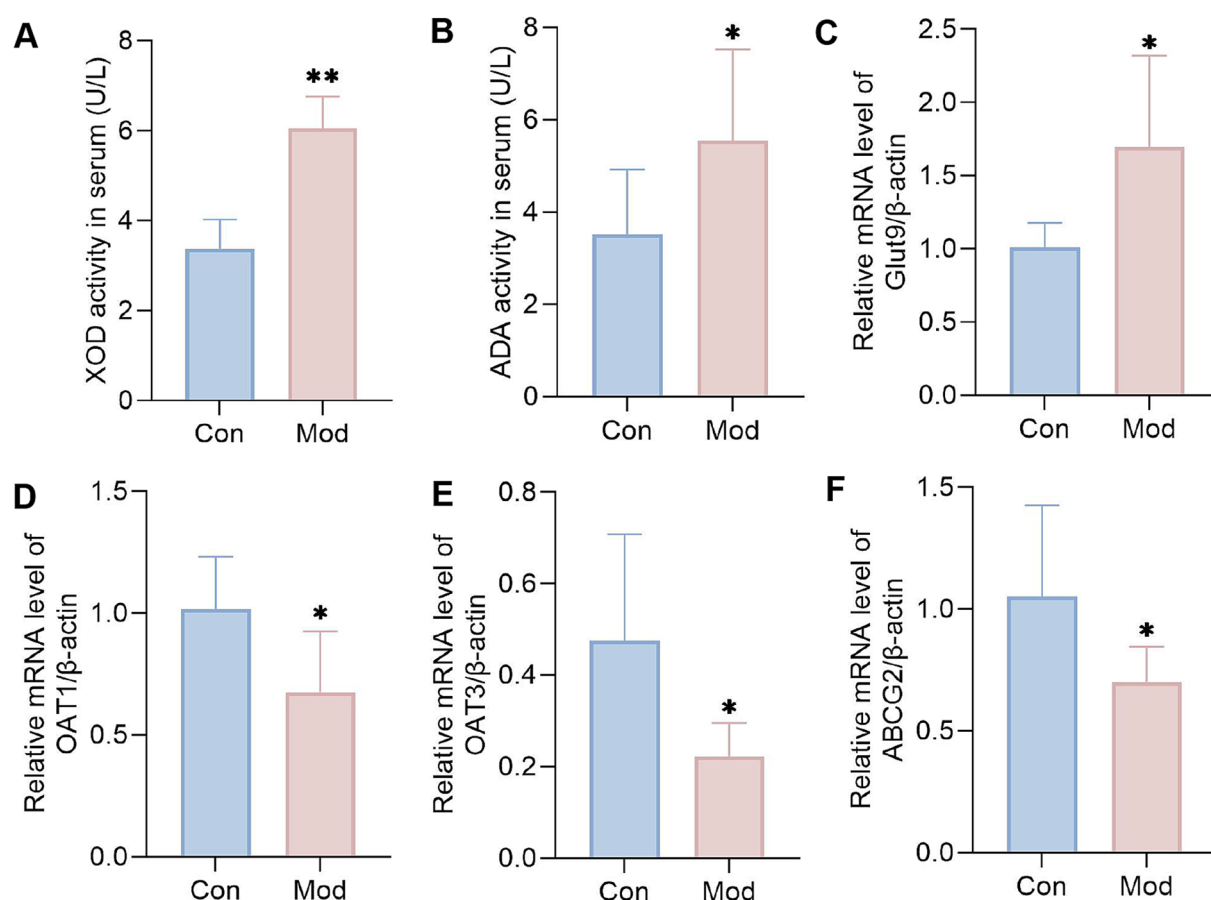 A
XOD activity in serum (U/L)
8
6
4
2
0
**
Con
Mod
B
ADA activity in serum (U/L)
8
6
4
2
0
*
Con
Mod
C
Relative mRNA level of
Glut9/β-actin
2.5
2.0
1.5
1.0
0.5
0.0
*
Con
Mod
D
Relative mRNA level of
OAT1/β-actin
1.5
1.0
0.5
0.0
*
Con
Mod
E
Relative mRNA level of
OAT3/β-actin
0.8
0.6
0.4
0.2
0.0
*
Con
Mod
F
Relative mRNA level of
ABCG2/β-actin
1.5
1.0
0.5
0.0
*
Con
Mod